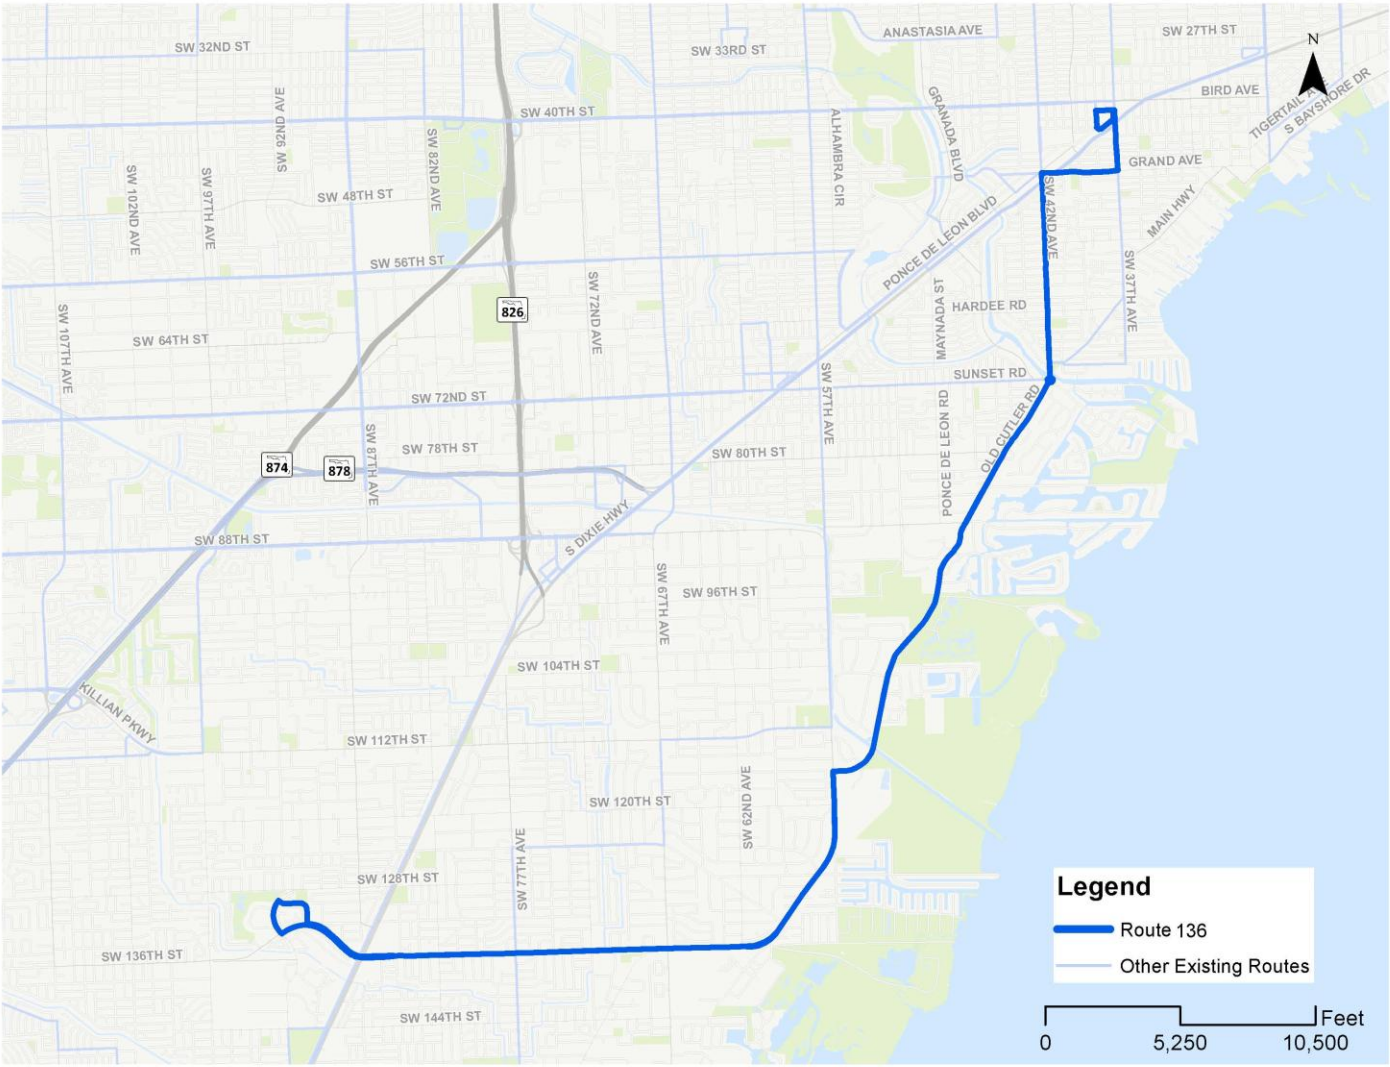 SW 32ND ST
SW 33RD ST
ANASTASIA AVE
SW 27TH ST
N
BIRD AVE
TIGERTAIL AVE
S BAYSHORE DR
SW 40TH ST
SW 92ND AVE
SW 82ND AVE
ALHAMBRA CIR
GRANADA BLVD
GRAND AVE
SW 102ND AVE
SW 97TH AVE
SW 48TH ST
SW 42ND AVE
MAIN HWY
PONCE DE LEON BLVD
SW 56TH ST
SW 37TH AVE
SW 72ND AVE
MAYNADA ST
HARDEE RD
826
SW 107TH AVE
SW 64TH ST
SUNSET RD
SW 57TH AVE
SW 72ND ST
PONCE DE LEON RD
OLD CUTLER RD
SW 87TH AVE
SW 78TH ST
SW 80TH ST
874
878
SW 88TH ST
S DIXIE HWY
SW 67TH AVE
SW 96TH ST
SW 104TH ST
KILLIAN PKWY
SW 112TH ST
SW 62ND AVE
SW 120TH ST
SW 77TH AVE
SW 128TH ST
SW 136TH ST
SW 144TH ST
Legend
Route 136
Other Existing Routes
Feet
0 5,250 10,500